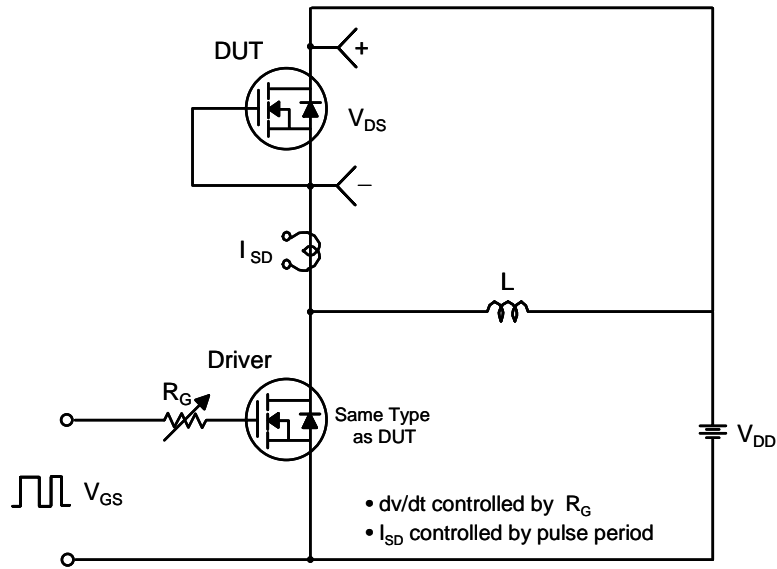 DUT
+
V_DS
−
I_SD
L
Driver
R_G
Same Type
as DUT
V_DD
V_GS
• dv/dt controlled by R_G
• I_SD controlled by pulse period